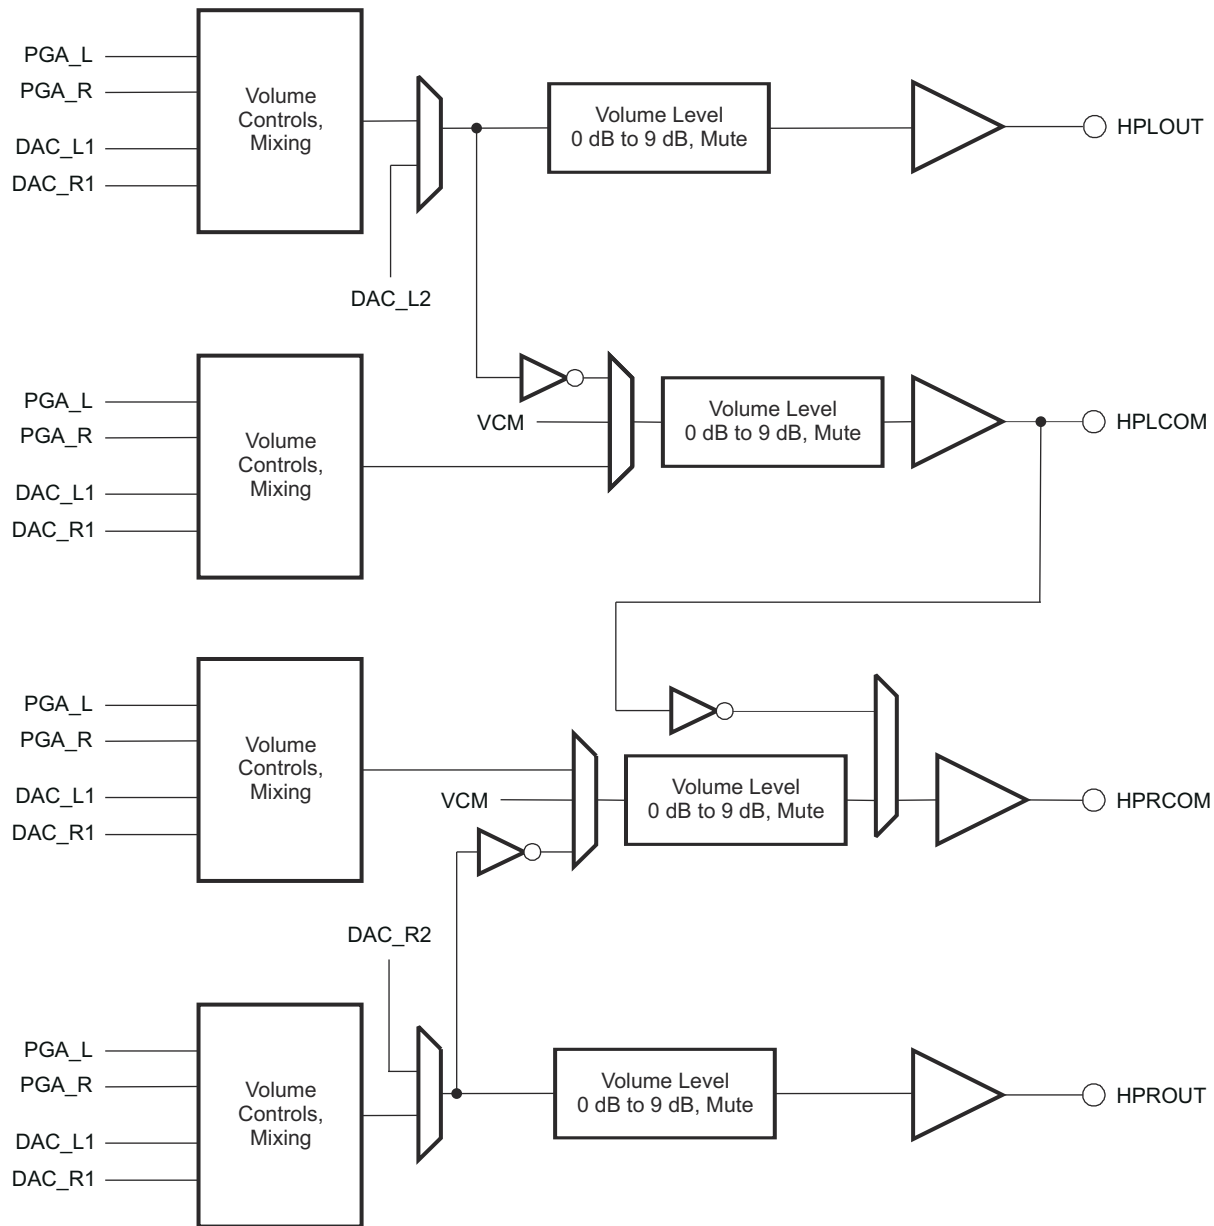 PGA_L
PGA_R
DAC_L1
DAC_R1
Volume
Controls,
Mixing
DAC_L2
Volume Level
0 dB to 9 dB, Mute
HPLOUT
PGA_L
PGA_R
DAC_L1
DAC_R1
Volume
Controls,
Mixing
VCM
Volume Level
0 dB to 9 dB, Mute
HPLCOM
PGA_L
PGA_R
DAC_L1
DAC_R1
Volume
Controls,
Mixing
VCM
Volume Level
0 dB to 9 dB, Mute
HPRCOM
DAC_R2
PGA_L
PGA_R
DAC_L1
DAC_R1
Volume
Controls,
Mixing
Volume Level
0 dB to 9 dB, Mute
HPROUT